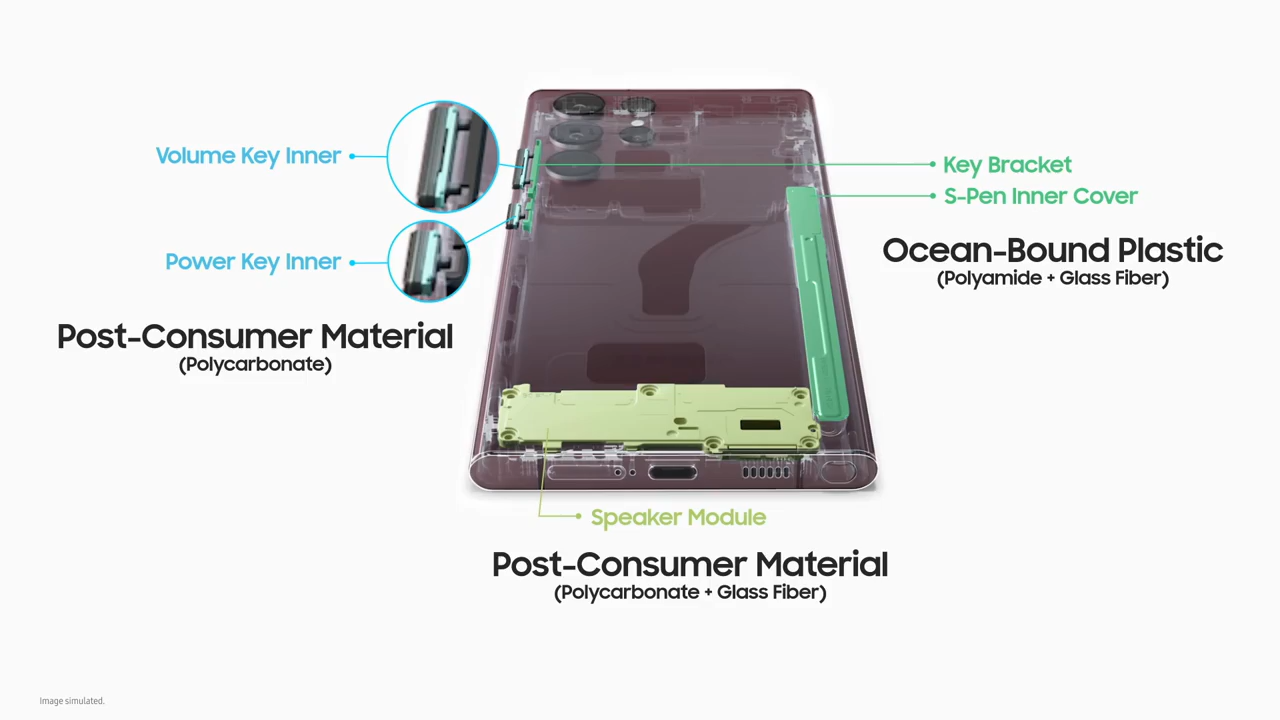 Volume Key Inner
Power Key Inner
Post-Consumer Material
(Polycarbonate)
Key Bracket
S-Pen Inner Cover
Ocean-Bound Plastic
(Polyamide + Glass Fiber)
Speaker Module
Post-Consumer Material
(Polycarbonate + Glass Fiber)
Image simulated.